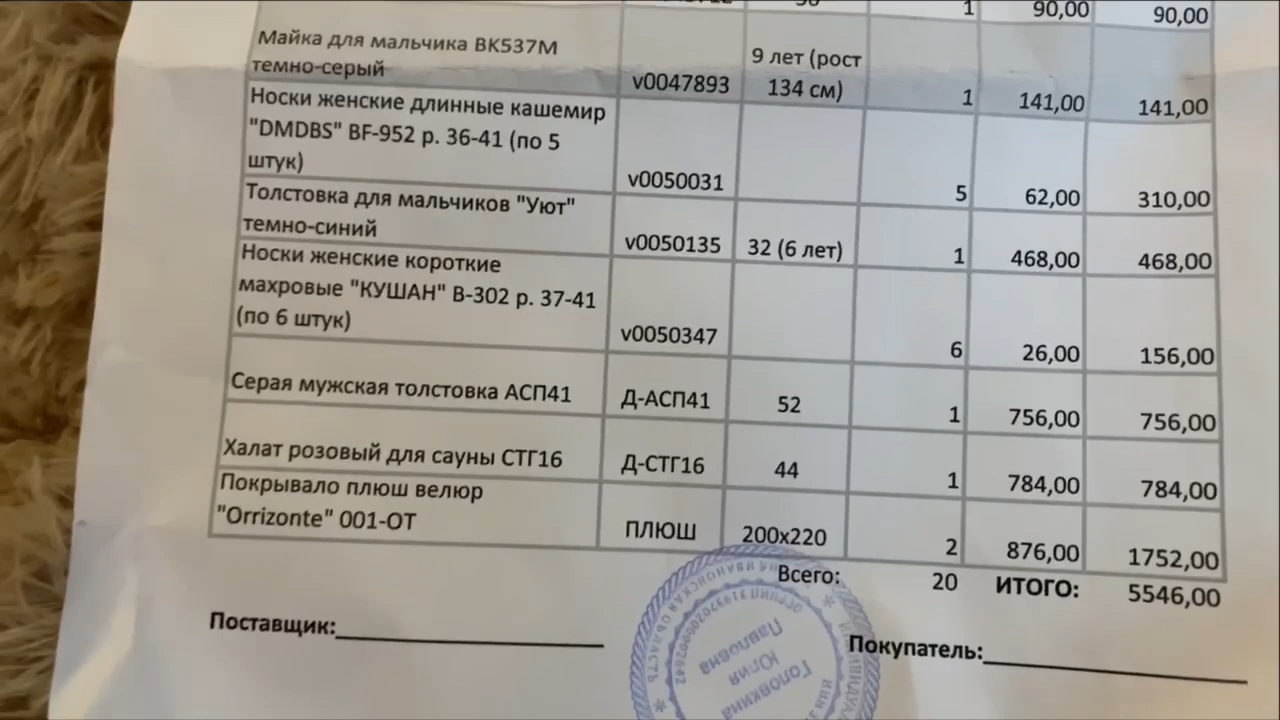 1 90,00 90,00
Майка для мальчика ВК537М
темно-серый
v0047893
9 лет (рост
134 см)
1 141,00 141,00
Носки женские длинные кашемир
"DMDBS" BF-952 р. 36-41 (по 5
штук)
v0050031
5 62,00 310,00
Толстовка для мальчиков "Уют"
темно-синий
v0050135 32 (6 лет) 1 468,00 468,00
Носки женские короткие
махровые "КУШАН" В-302 р. 37-41
(по 6 штук)
v0050347
6 26,00 156,00
Серая мужская толстовка АСП41 Д-АСП41 52 1 756,00 756,00
Халат розовый для сауны СТГ16 Д-СТГ16 44 1 784,00 784,00
Покрывало плюш велюр
"Orrizonte" 001-ОТ
ПЛЮШ 200х220 2 876,00 1752,00
Всего: 20 ИТОГО: 5546,00
Поставщик: Покупатель:
Головкина
Юлия
Павловна